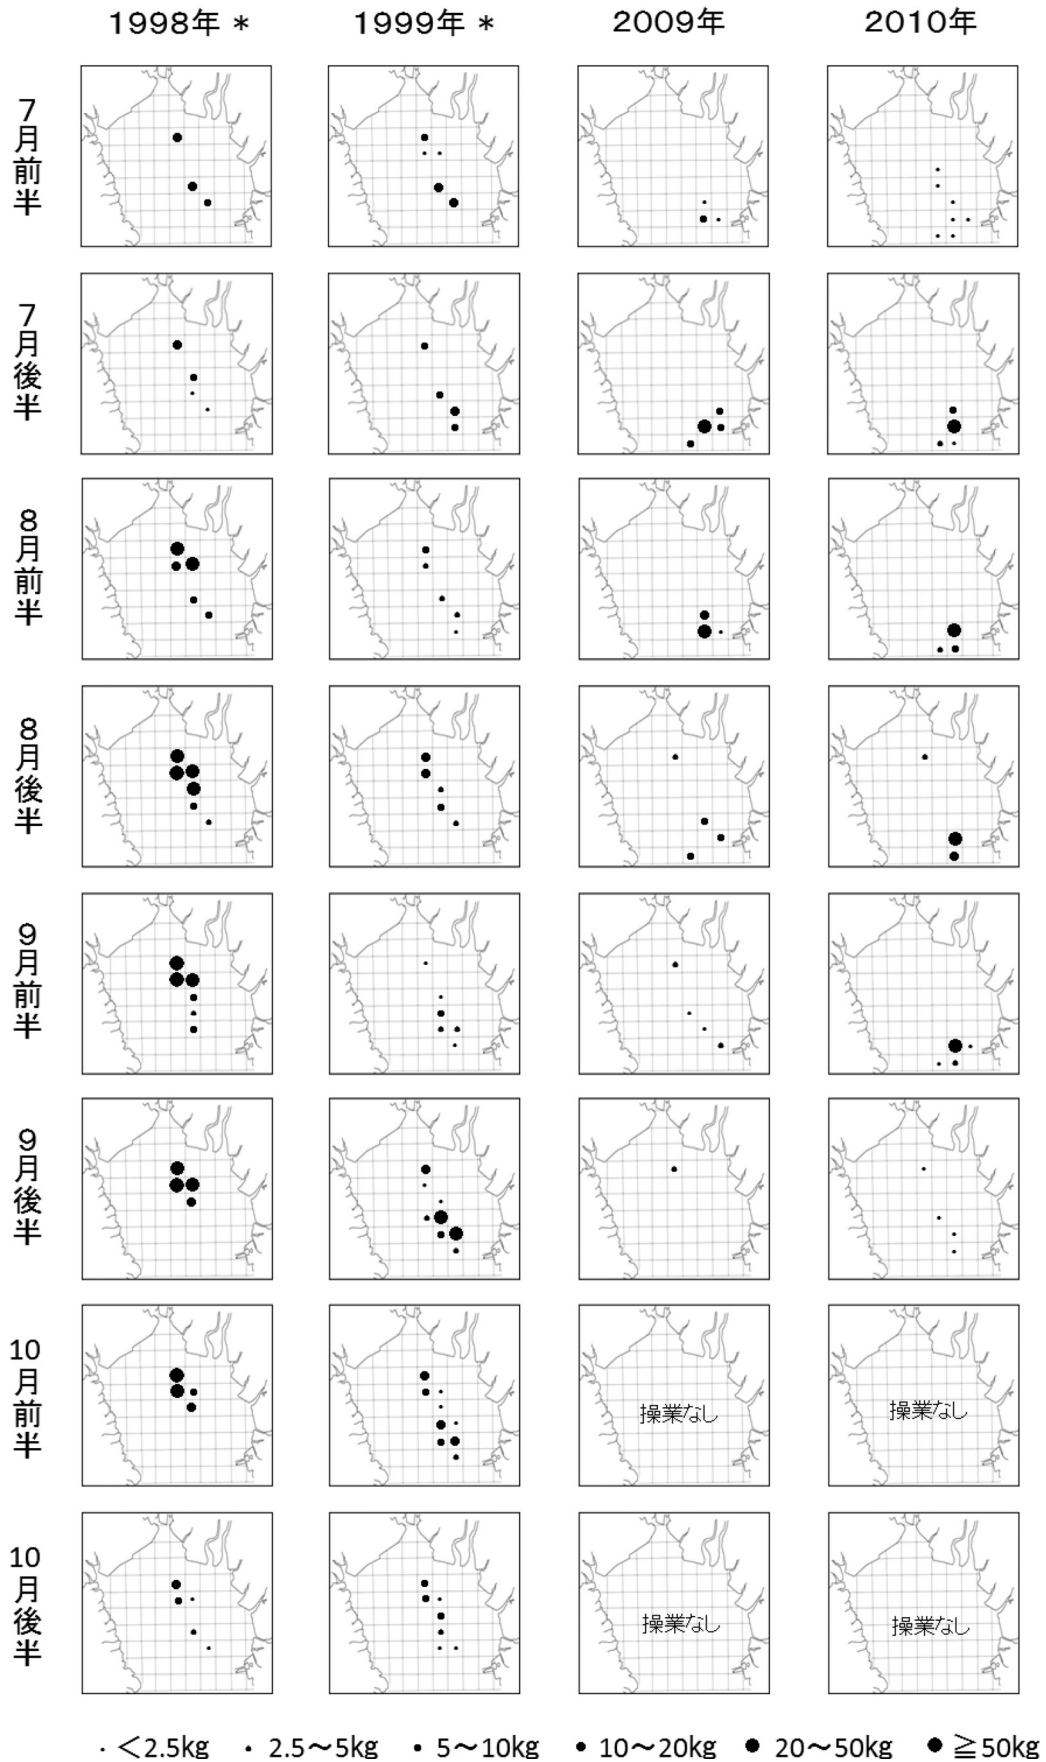 1998年 * 1999年 * 2009年 2010年
7月前半
7月後半
8月前半
8月後半
9月前半
9月後半
10月前半
操業なし 操業なし
10月後半
操業なし 操業なし
<2.5kg 2.5~5kg 5~10kg 10~20kg 20~50kg ≧50kg